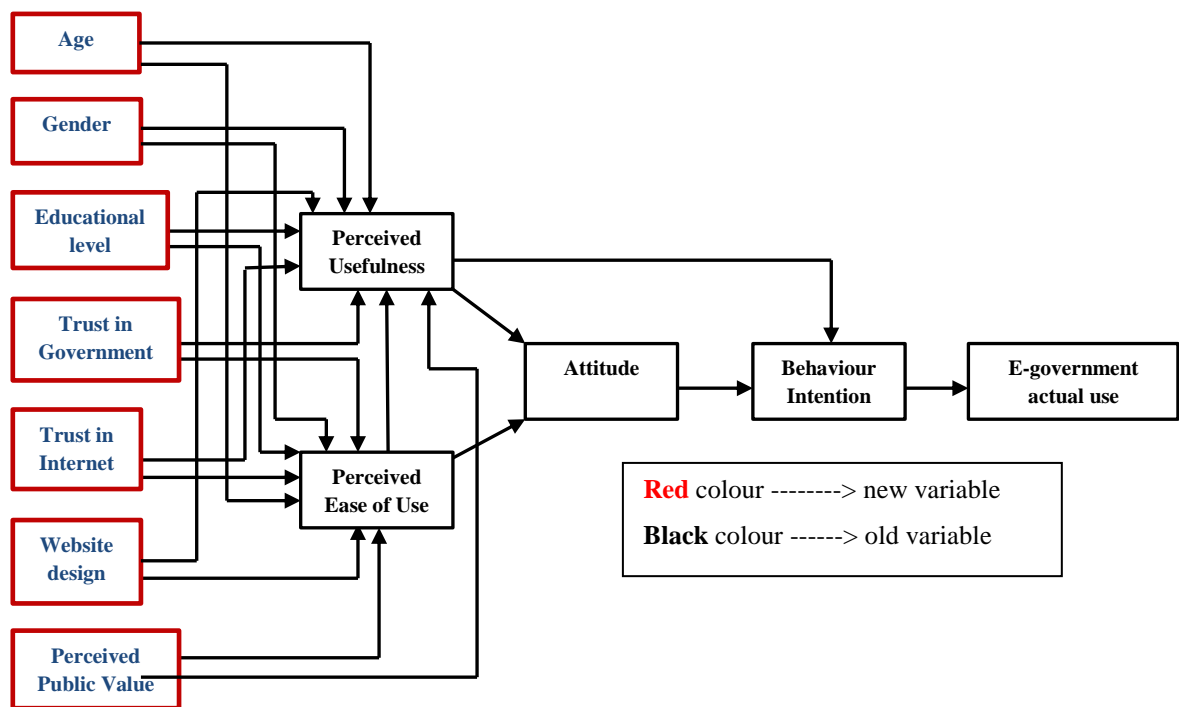 Age
Gender
Educational
level
Trust in
Government
Trust in
Internet
Website
design
Perceived
Public Value
Perceived
Usefulness
Perceived
Ease of Use
Attitude
Behaviour
Intention
E-government
actual use
Red colour --------> new variable
Black colour ------> old variable